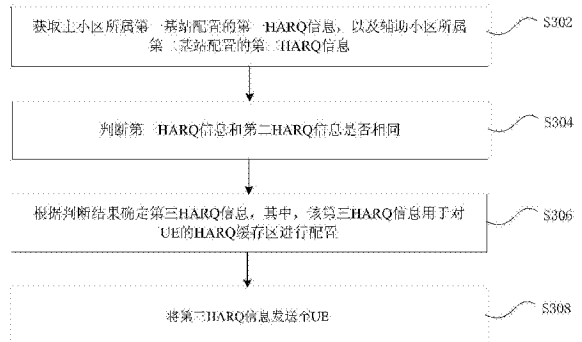 获取主小区所属第一基站配置的第一HARQ信息，以及辅助小区所属
第二基站配置的第二HARQ信息
S302
判断第一HARQ信息和第二HARQ信息是否相同
S304
根据判断结果确定第三HARQ信息，其中，该第三HARQ信息用于对
UE的HARQ缓存区进行配置
S306
将第三HARQ信息发送至UE
S308